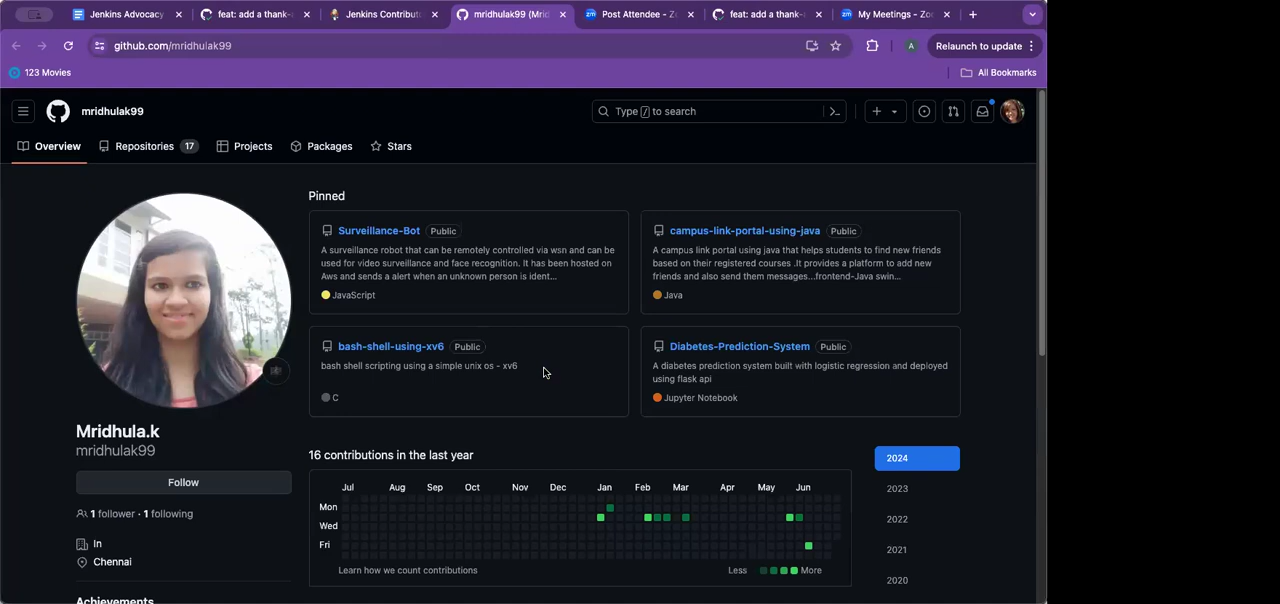 Jenkins Advocacy
feat: add a thank-
Jenkins Contribut
mridhulak99 (Mrid
Post Attendee - Zo
feat: add a thank-
My Meetings - Zoo
github.com/mridhulak99
A
Relaunch to update
123 Movies
All Bookmarks
mridhulak99
Type / to search
Overview
Repositories 17
Projects
Packages
Stars
Pinned
Surveillance-Bot Public
A surveillance robot that can be remotely controlled via wsn and can be
used for video surveillance and face recognition. It has been hosted on
Aws and sends a alert when an unknown person is ident...
JavaScript
campus-link-portal-using-java Public
A campus link portal using java that helps students to find new friends
based on their registered courses .It provides a platform to add new
friends and also send them messages...frontend-Java swin...
Java
bash-shell-using-xv6 Public
bash shell scripting using a simple unix os - xv6
C
Diabetes-Prediction-System Public
A diabetes prediction system built with logistic regression and deployed
using flask api
Jupyter Notebook
Mridhula.k
mridhulak99
Follow
1 follower · 1 following
In
Chennai
Achievements
16 contributions in the last year
Jul Aug Sep Oct Nov Dec Jan Feb Mar Apr May Jun
Mon
Wed
Fri
Learn how we count contributions
Less
More
2024
2023
2022
2021
2020